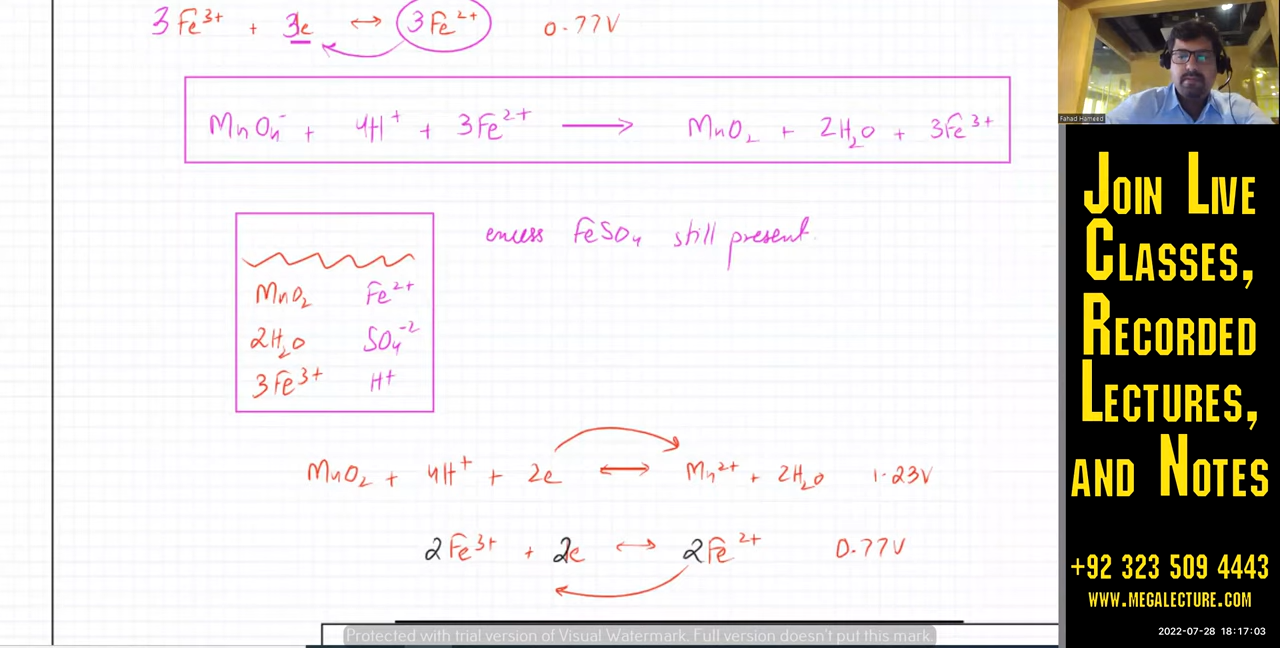 3Fe³⁺ + 3e ↔ 3Fe²⁺ 0.77V
MnO₄⁻ + 4H⁺ + 3Fe²⁺ → MnO₂ + 2H₂O + 3Fe³⁺
excess FeSO₄ still present.
MnO₂ Fe²⁺
2H₂O SO₄⁻²
3Fe³⁺ H⁺
MnO₂ + 4H⁺ + 2e ↔ Mn²⁺ + 2H₂O 1.23V
2Fe³⁺ + 2e ↔ 2Fe²⁺ 0.77V
Protected with trial version of Visual Watermark. Full version doesn't put this mark.
Fahad Hameed
JOIN LIVE
CLASSES,
RECORDED
LECTURES,
AND NOTES
+92 323 509 4443
WWW.MEGALECTURE.COM
2022-07-28 18:17:03